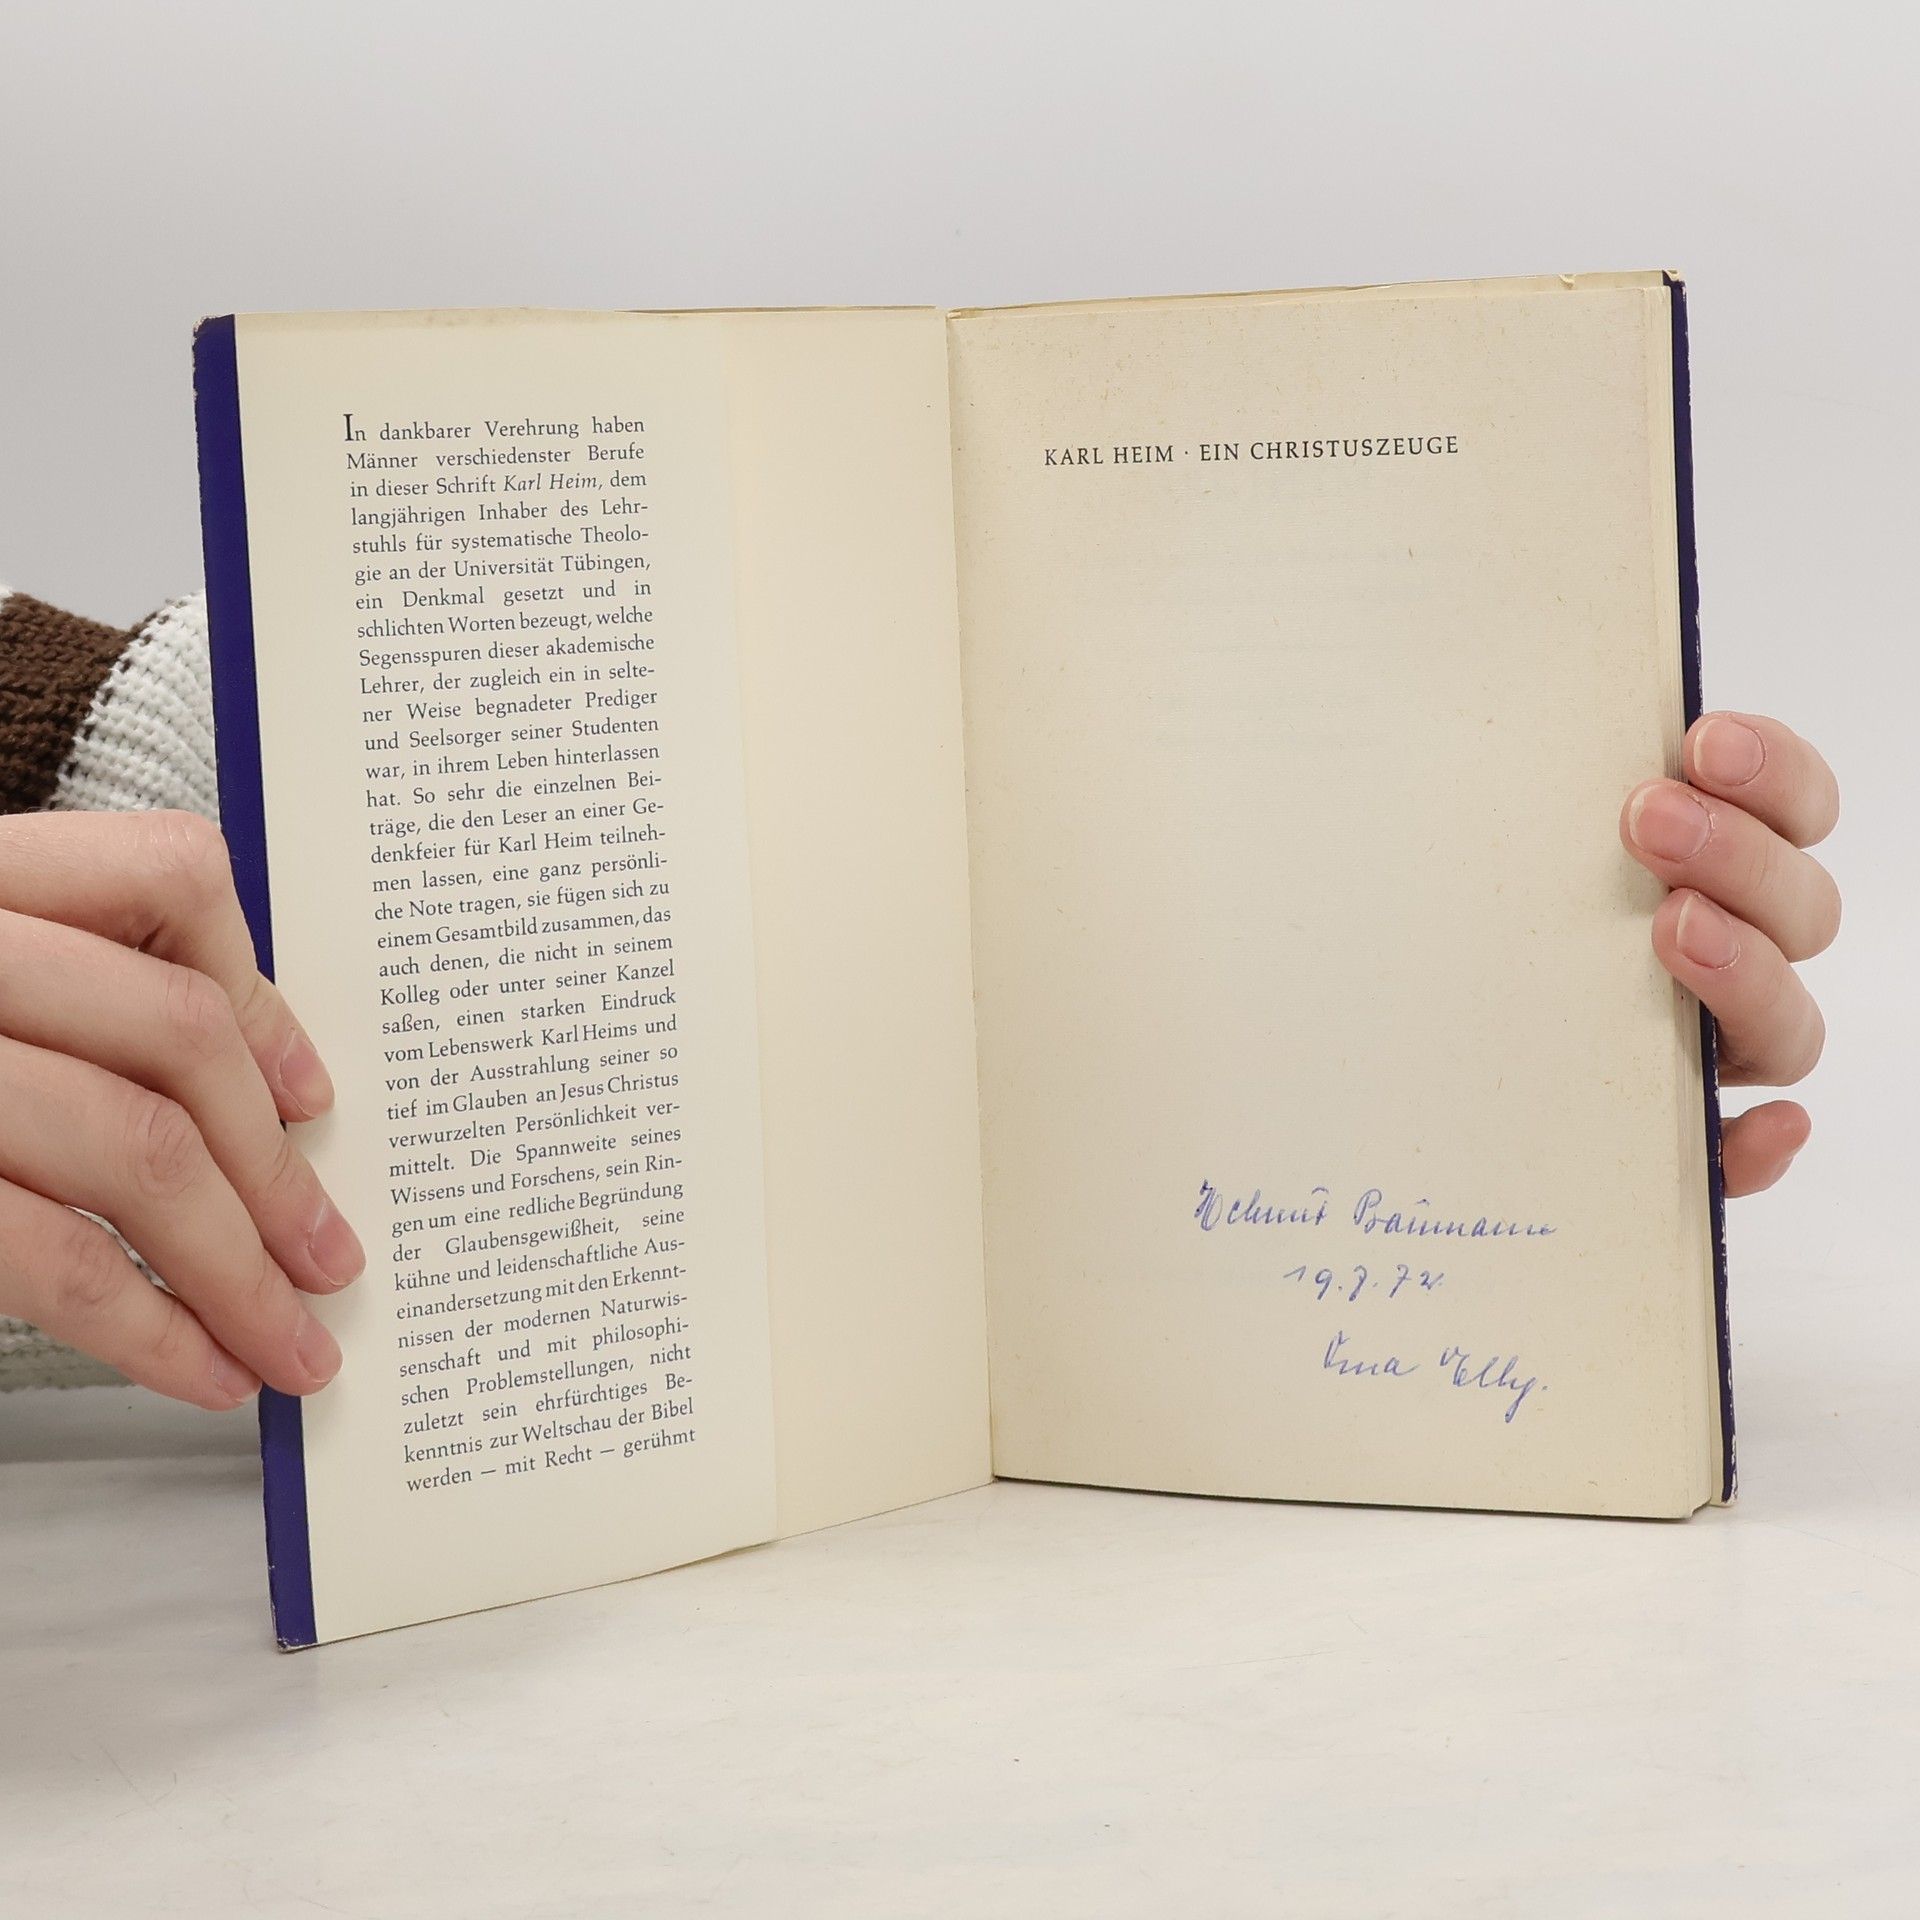 In dankbarer Verehrung haben
Männer verschiedenster Berufe
in dieser Schrift Karl Heim, dem
langjährigen Inhaber des Lehr-
stuhls für systematische Theolo-
gie an der Universität Tübingen,
ein Denkmal gesetzt und in
schlichten Worten bezeugt, welche
Segensspuren dieser akademische
Lehrer, der zugleich ein in selte-
ner Weise begnadeter Prediger
und Seelsorger seiner Studenten
war, in ihrem Leben hinterlassen
hat. So sehr die einzelnen Bei-
träge, die den Leser an einer Ge-
denkfeier für Karl Heim teilneh-
men lassen, eine ganz persönli-
che Note tragen, sie fügen sich zu
einem Gesamtbild zusammen, das
auch denen, die nicht in seinem
Kolleg oder unter seiner Kanzel
saßen, einen starken Eindruck
vom Lebenswerk Karl Heims und
von der Ausstrahlung seiner so
tief im Glauben an Jesus Christus
verwurzelten Persönlichkeit ver-
mittelt. Die Spannweite seines
Wissens und Forschens, sein Rin-
gen um eine redliche Begründung
der Glaubensgewißheit, seine
kühne und leidenschaftliche Aus-
einandersetzung mit den Erkennt-
nissen der modernen Naturwis-
senschaft und mit philosophi-
schen Problemstellungen, nicht
zuletzt sein ehrfürchtiges Be-
kenntnis zur Weltschau der Bibel
werden — mit Recht — gerühmt
KARL HEIM · EIN CHRISTUSZEUGE
Helmut Baumann
Elly.